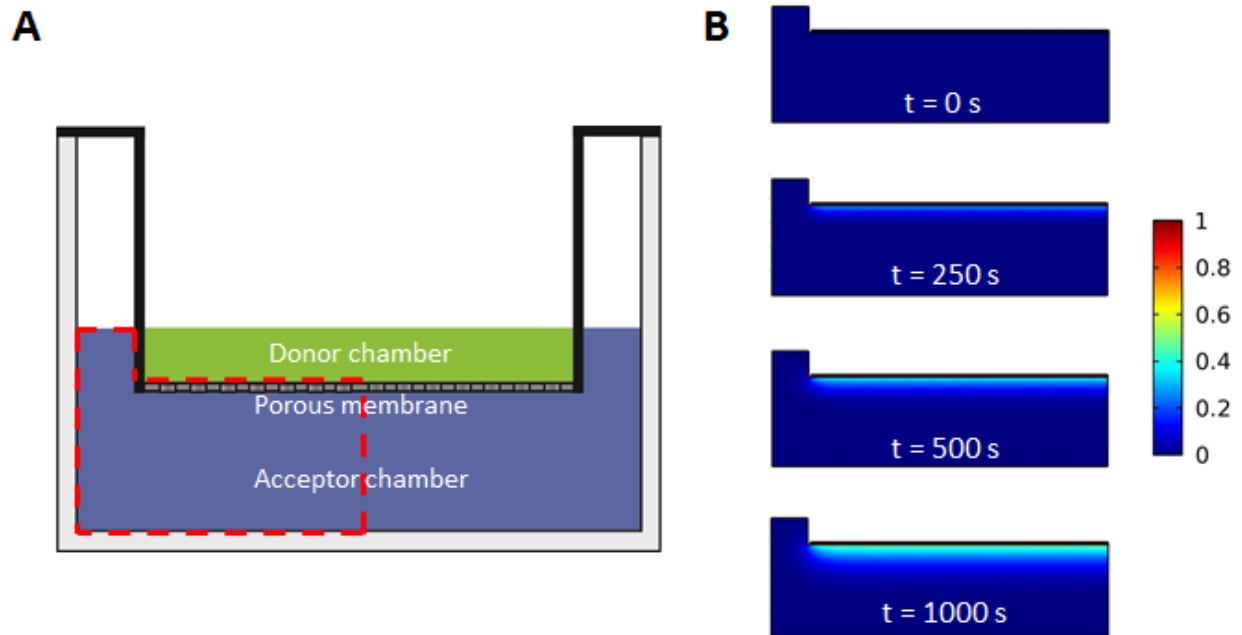 A
Donor chamber
Porous membrane
Acceptor chamber
B
t = 0 s
t = 250 s
t = 500 s
t = 1000 s
1
0.8
0.6
0.4
0.2
0